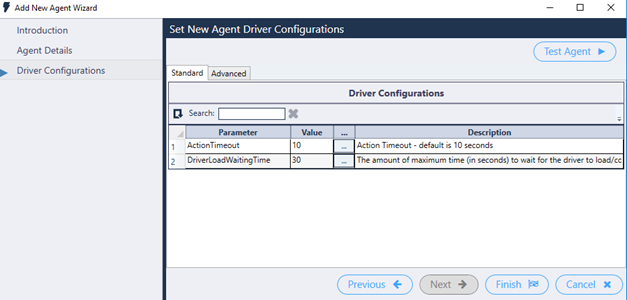 Add New Agent Wizard
Introduction
Agent Details
Driver Configurations
Set New Agent Driver Configurations
Test Agent
Standard Advanced
Driver Configurations
Search:
Parameter Value ... Description
1 ActionTimeout 10 ... Action Timeout - default is 10 seconds
2 DriverLoadWaitingTime 30 ... The amount of maximum time (in seconds) to wait for the driver to load/cc
Previous Next Finish Cancel